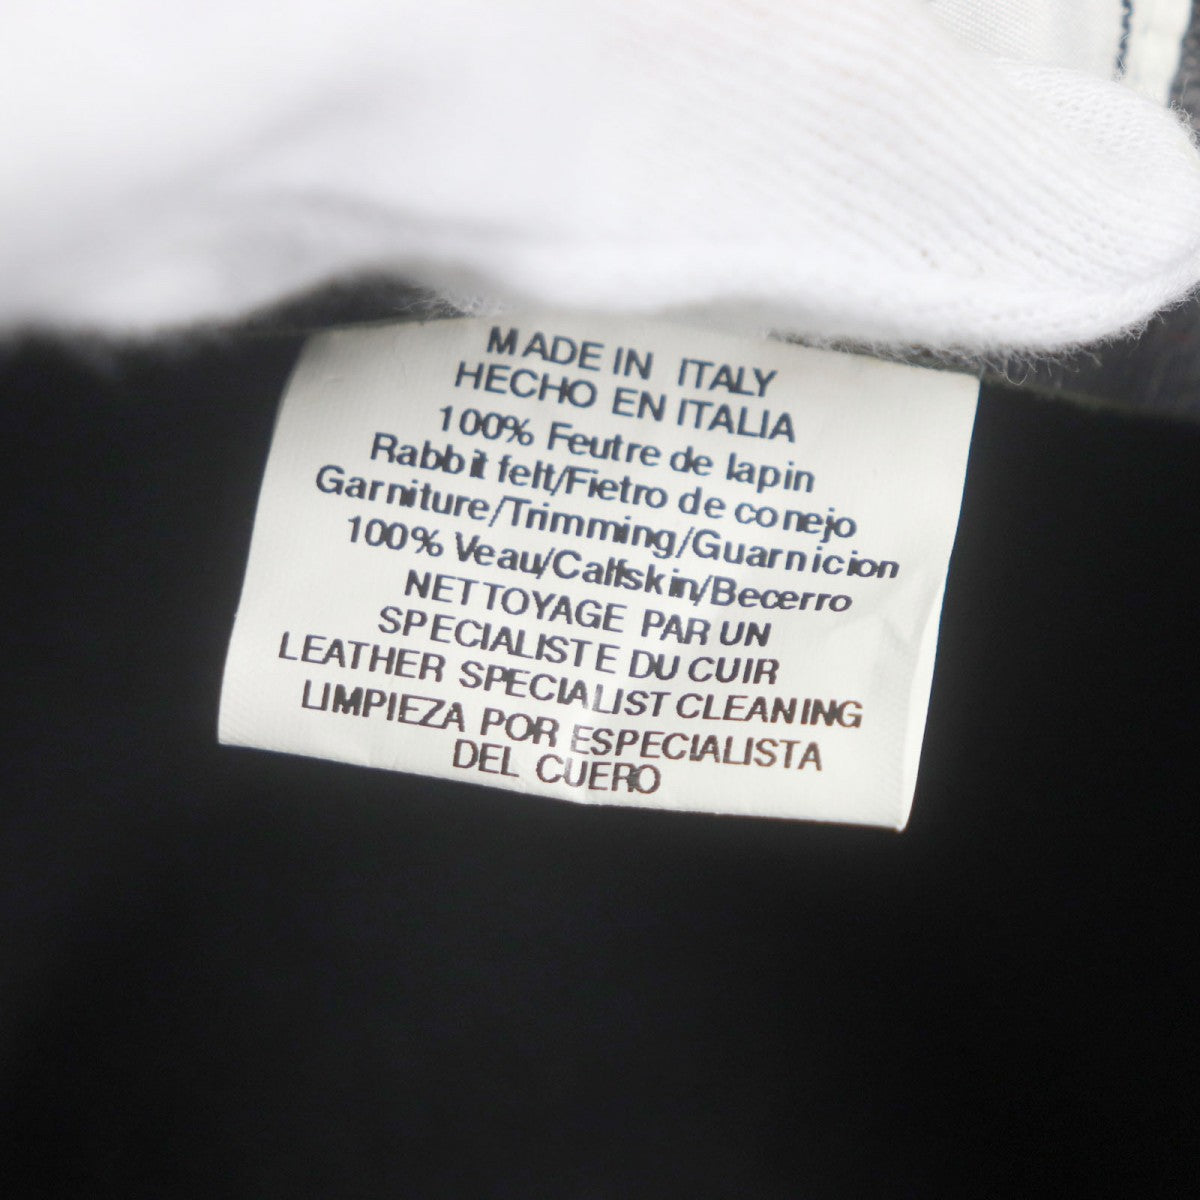 MADE IN ITALY
HECHO EN ITALIA
100% Feutre de lapin
Rabbit felt/Fietro de conejo
Garniture/Trimming/Guarnicion
100% Veau/Calfskin/Becerro
NETTOYAGE PAR UN
SPECIALISTE DU CUIR
LEATHER SPECIALIST CLEANING
LIMPIEZA POR ESPECIALISTA
DEL CUERO